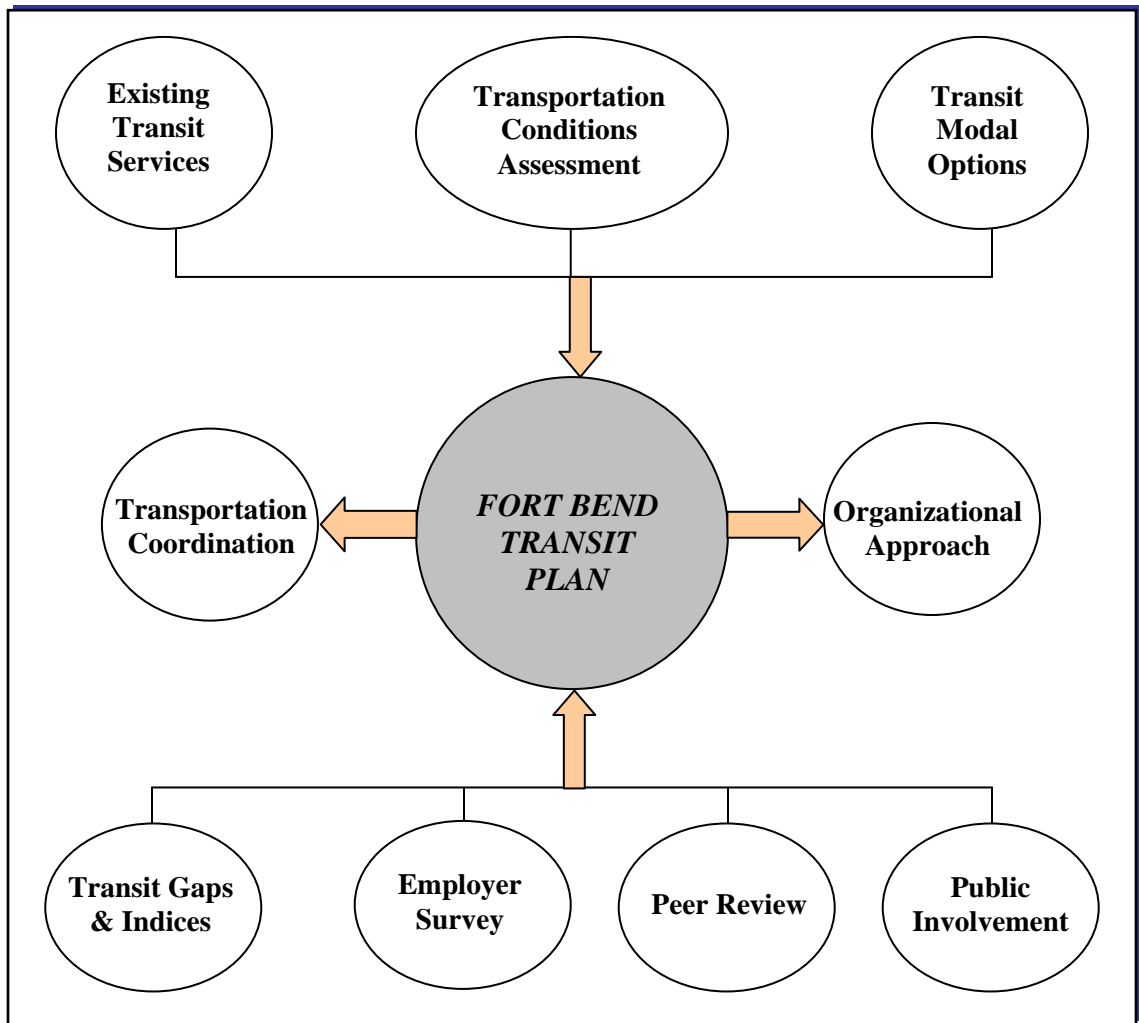 Existing
Transit
Services
Transportation
Conditions
Assessment
Transit
Modal
Options
Transportation
Coordination
FORT BEND
TRANSIT
PLAN
Organizational
Approach
Transit Gaps
& Indices
Employer
Survey
Peer Review
Public
Involvement